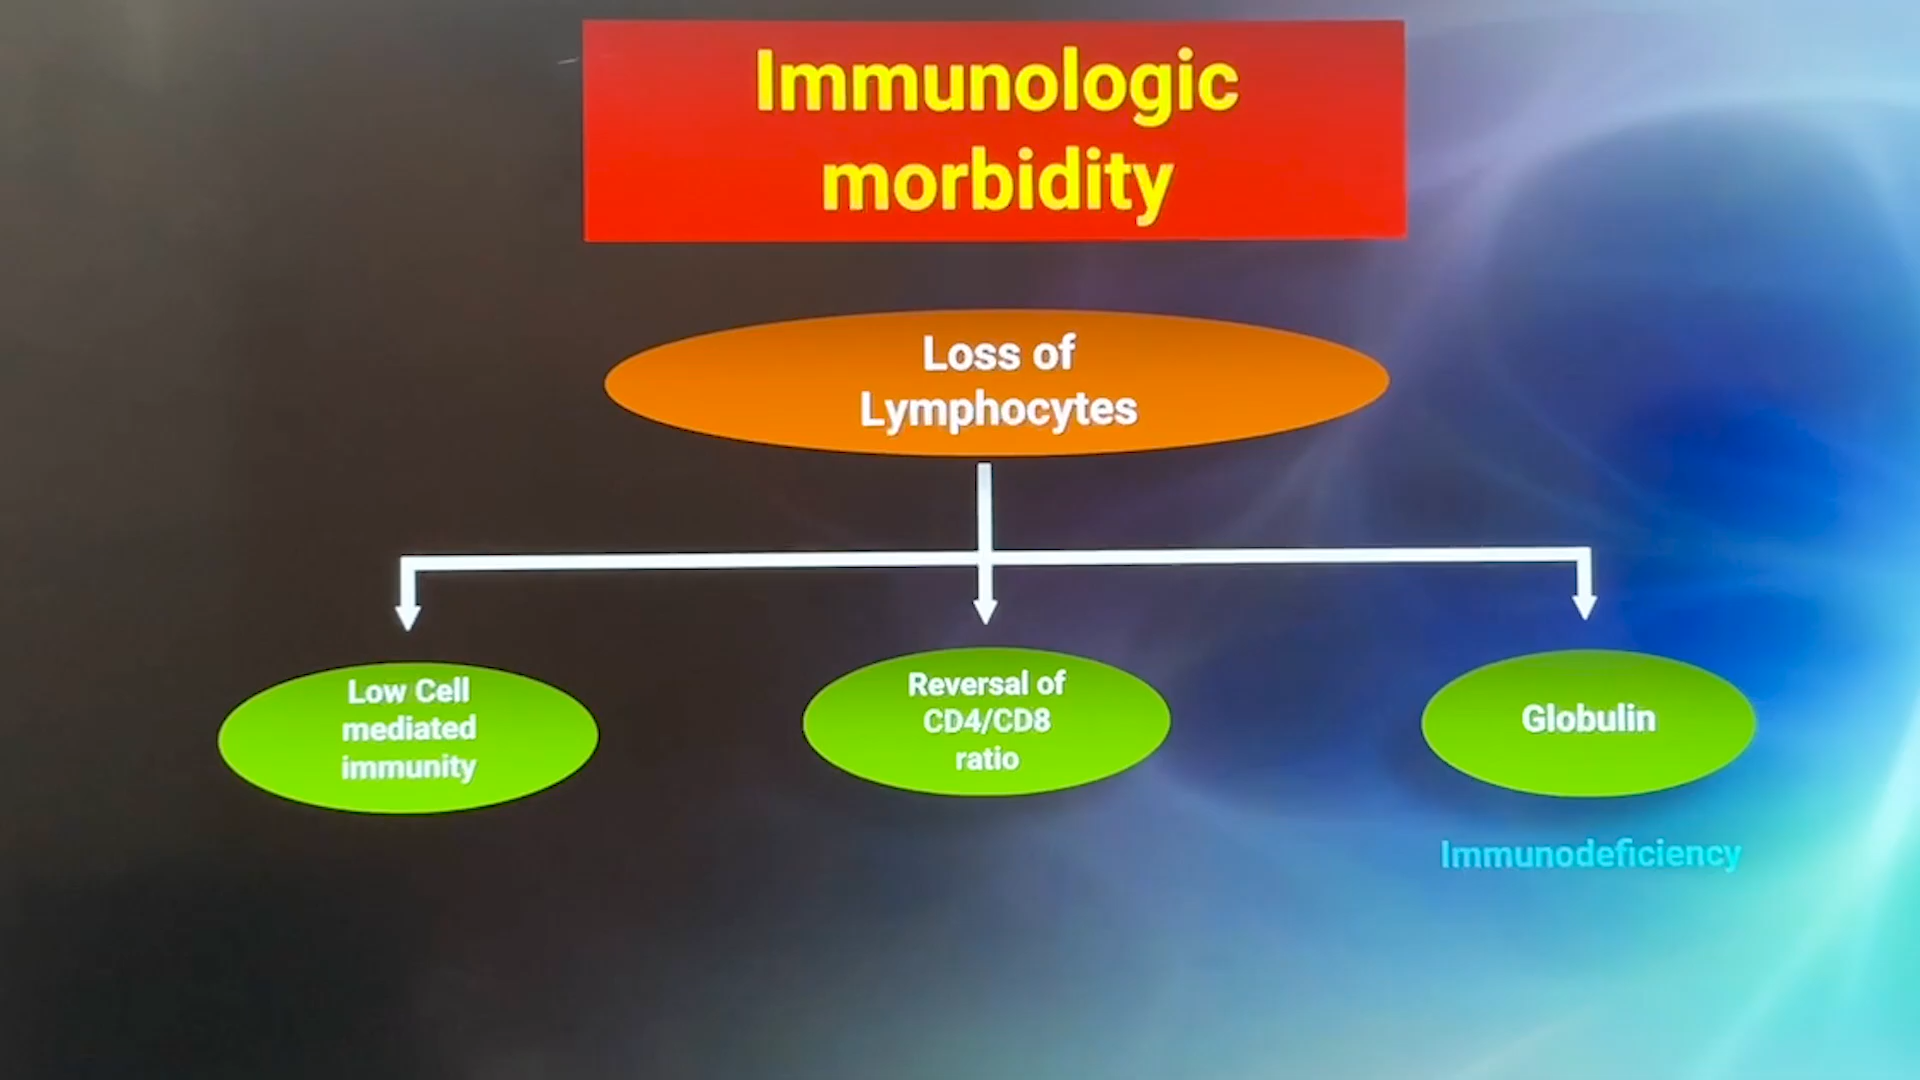 Immunologic
morbidity
Loss of
Lymphocytes
Low Cell
mediated
immunity
Reversal of
CD4/CD8
ratio
Globulin
Immunodeficiency